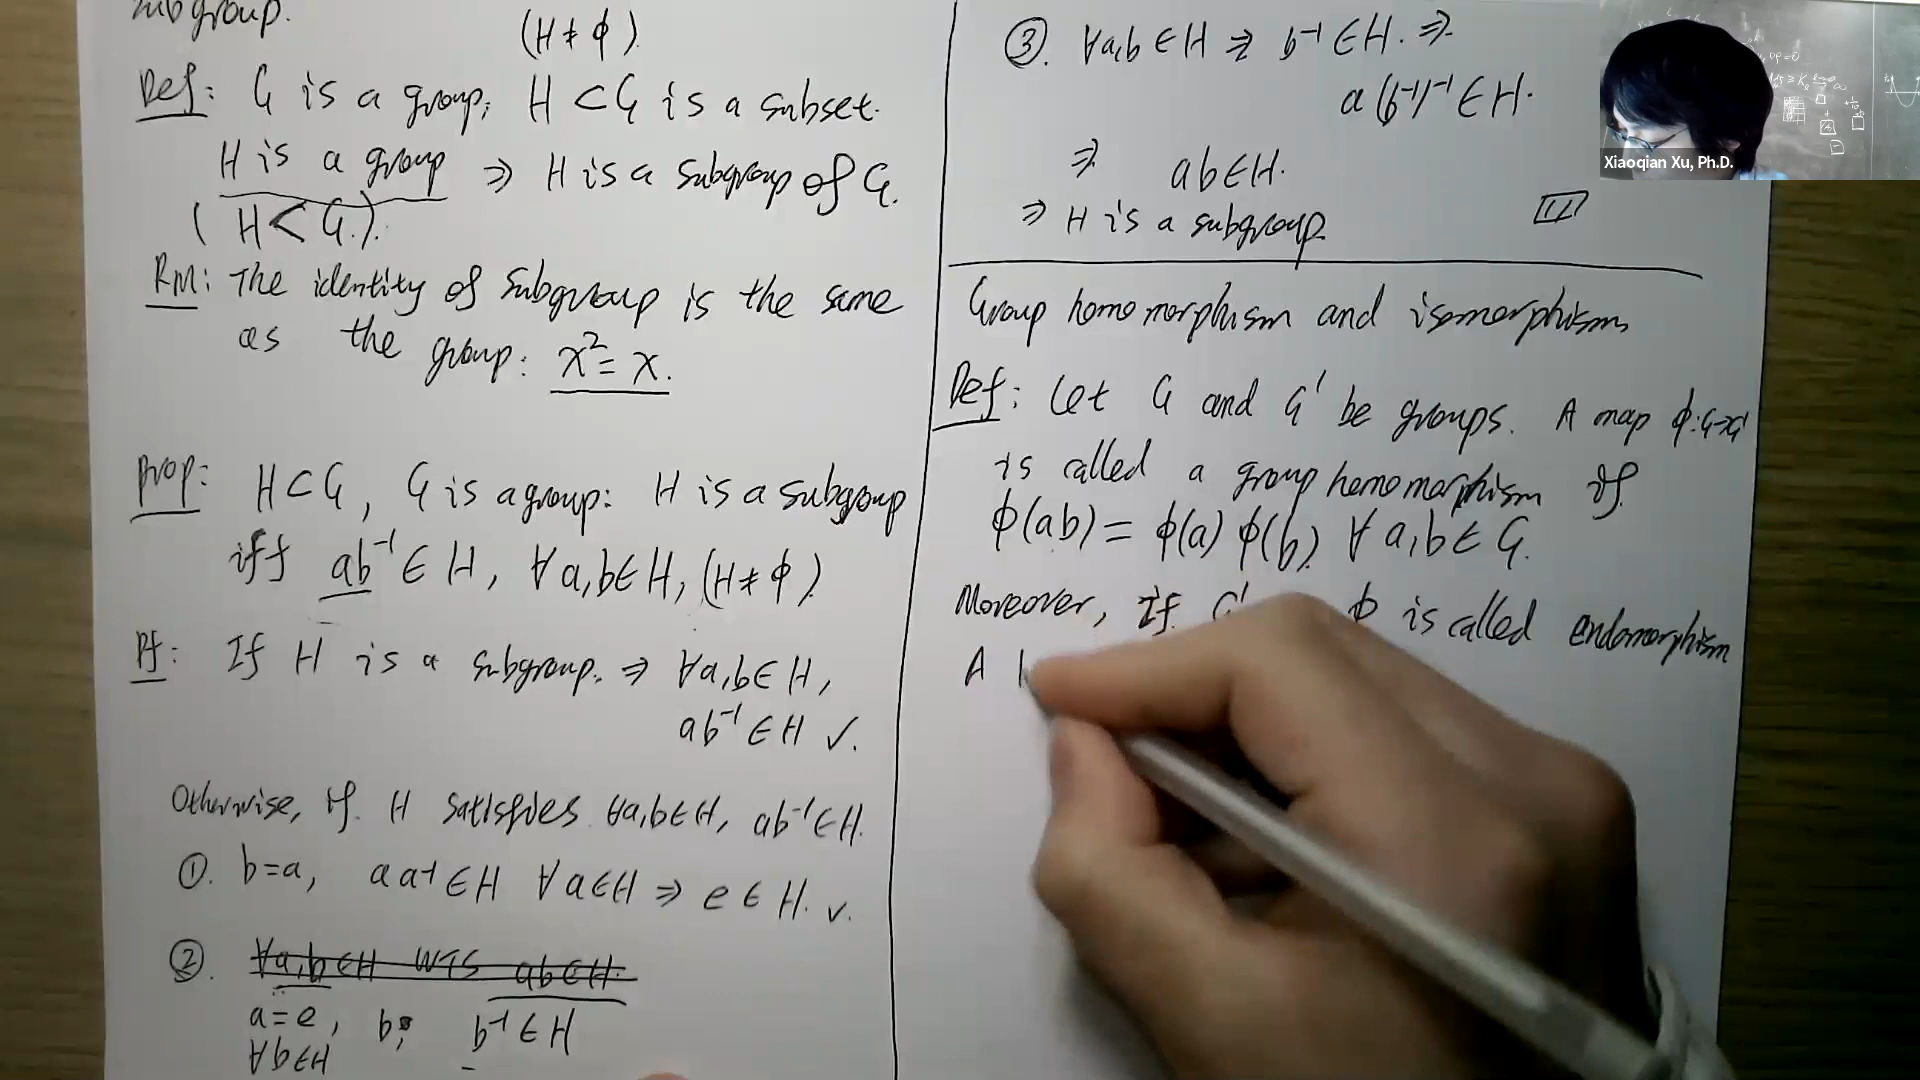 subgroup.
(H ≠ ϕ).
Def: G is a group, H ⊂ G is a subset.
H is a group ⇒ H is a subgroup of G.
(H < G.).
RM: The identity of subgroup is the same
as the group: x² = x.
Prop: H ⊂ G, G is a group: H is a subgroup
iff ab⁻¹ ∈ H, ∀a,b ∈ H, (H ≠ ϕ).
Pf: If H is a subgroup. ⇒ ∀a,b ∈ H,
ab⁻¹ ∈ H ✓.
Otherwise, if H satisfies ∀a,b ∈ H, ab⁻¹ ∈ H.
①. b=a, aa⁻¹ ∈ H ∀a ∈ H ⇒ e ∈ H. ✓.
②. ∀a,b ∈ H WTS ab ∈ H.
a = e, b; b⁻¹ ∈ H
∀b ∈ H
③. ∀a,b ∈ H ⇒ b⁻¹ ∈ H. ⇒
a(b⁻¹)⁻¹ ∈ H.
⇒ ab ∈ H.
⇒ H is a subgroup.
Group homomorphism and isomorphism
Def: Let G and G' be groups. A map ϕ: G→G'
is called a group homomorphism if
ϕ(ab) = ϕ(a) ϕ(b) ∀ a,b ∈ G.
Moreover, if G' ϕ is called endomorphism
A
Xiaoqian Xu, Ph.D.